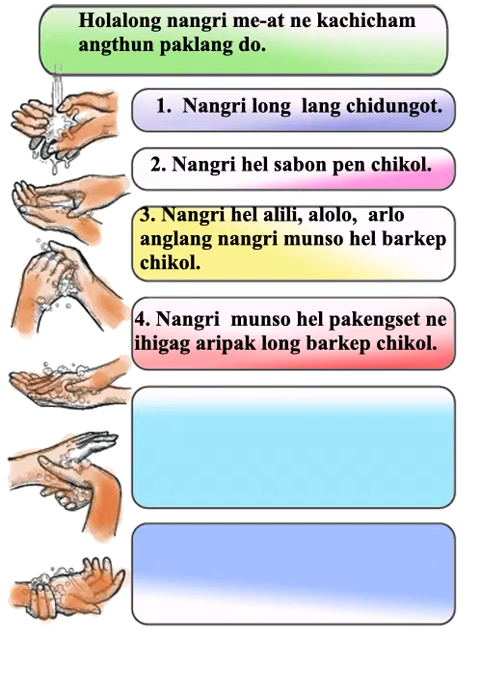 Holalong nangri me-at ne kachicham
angthun paklang do.
1. Nangri long lang chidungot.
2. Nangri hel sabon pen chikol.
3. Nangri hel alili, alolo, arlo
anglang nangri munso hel barkep
chikol.
4. Nangri munso hel pakengset ne
ihigag aripak long barkep chikol.